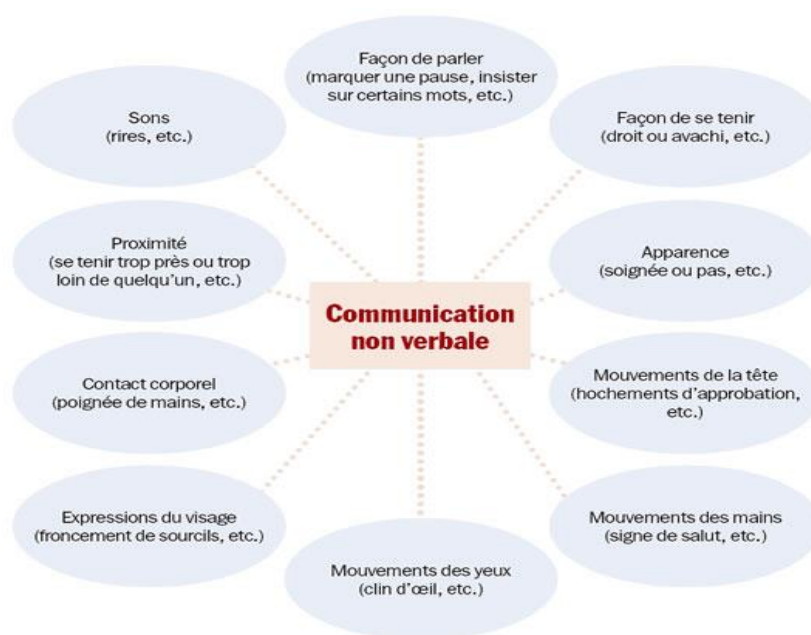 Façon de parler
(marquer une pause, insister
sur certains mots, etc.)
Sons
(rires, etc.)
Façon de se tenir
(droit ou avachi, etc.)
Proximité
(se tenir trop près ou trop
loin de quelqu'un, etc.)
Apparence
(soignée ou pas, etc.)
Communication
non verbale
Contact corporel
(poignée de mains, etc.)
Mouvements de la tête
(hochements d'approbation,
etc.)
Expressions du visage
(froncement de sourcils, etc.)
Mouvements des mains
(signe de salut, etc.)
Mouvements des yeux
(clin d'œil, etc.)